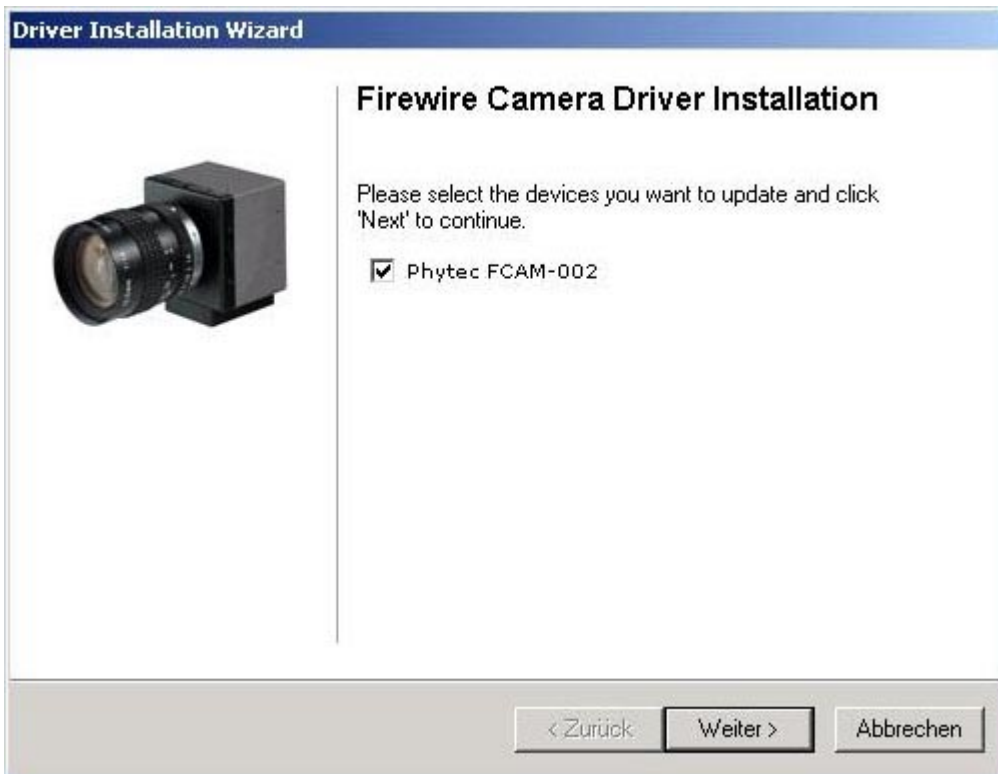 Driver Installation Wizard
Firewire Camera Driver Installation
Please select the devices you want to update and click
'Next' to continue.
Phytec FCAM-002
< Zurück
Weiter >
Abbrechen